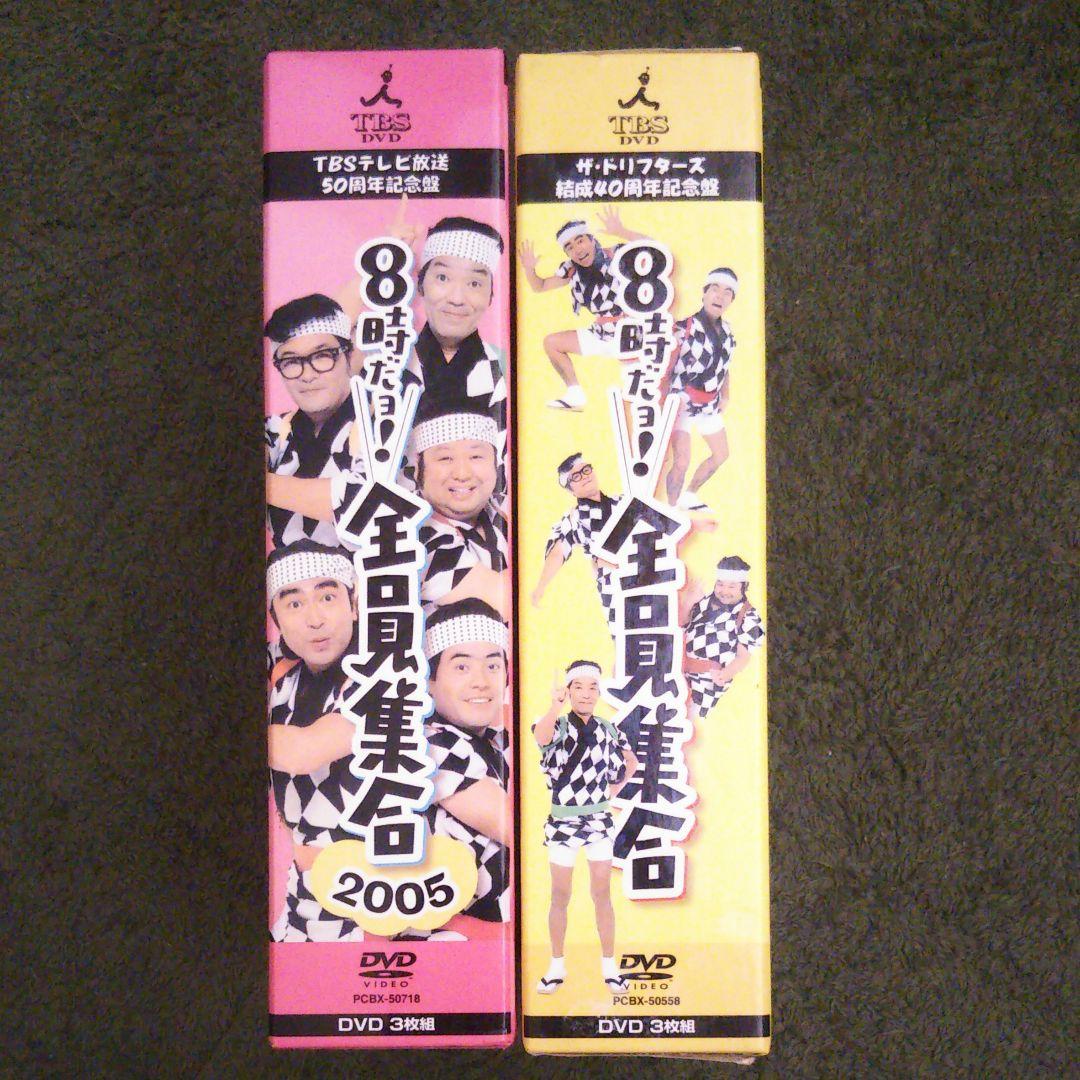 TBS
DVD
TBSテレビ放送
50周年記念盤
8時だョ!
全員集合
2005
DVD
VIDEO
PCBX-50718
DVD 3枚組
TBS
DVD
ザ・ドリフターズ
結成40周年記念盤
8時だョ!
全員集合
DVD
VIDEO
PCBX-50558
DVD 3枚組